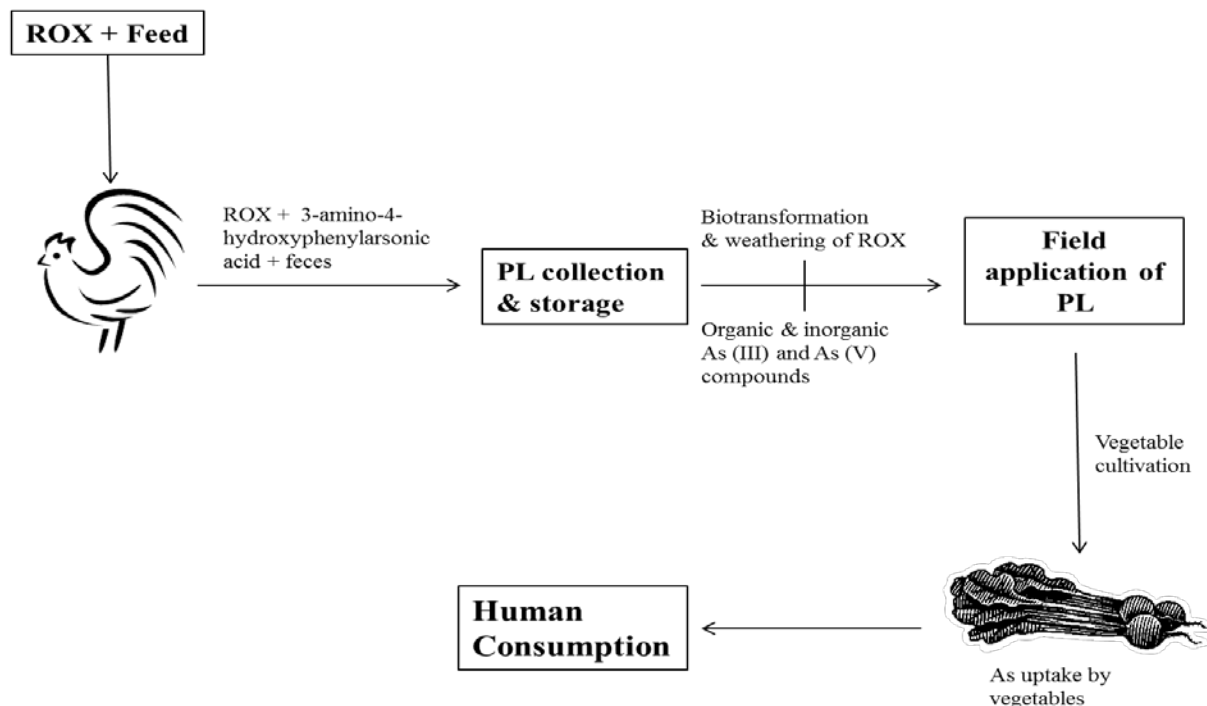 ROX + Feed
ROX + 3-amino-4-
hydroxyphenylarsonic
acid + feces
PL collection
& storage
Biotransformation
& weathering of ROX
Organic & inorganic
As (III) and As (V)
compounds
Field
application of
PL
Vegetable
cultivation
As uptake by
vegetables
Human
Consumption